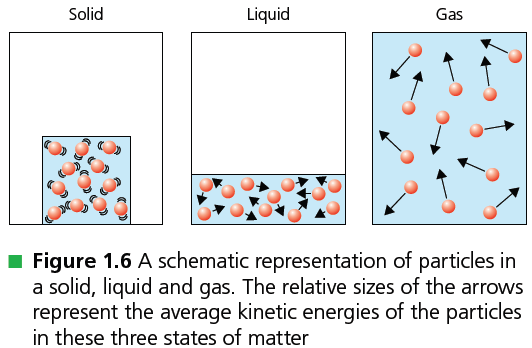 Solid
Liquid
Gas
Figure 1.6 A schematic representation of particles in
a solid, liquid and gas. The relative sizes of the arrows
represent the average kinetic energies of the particles
in these three states of matter